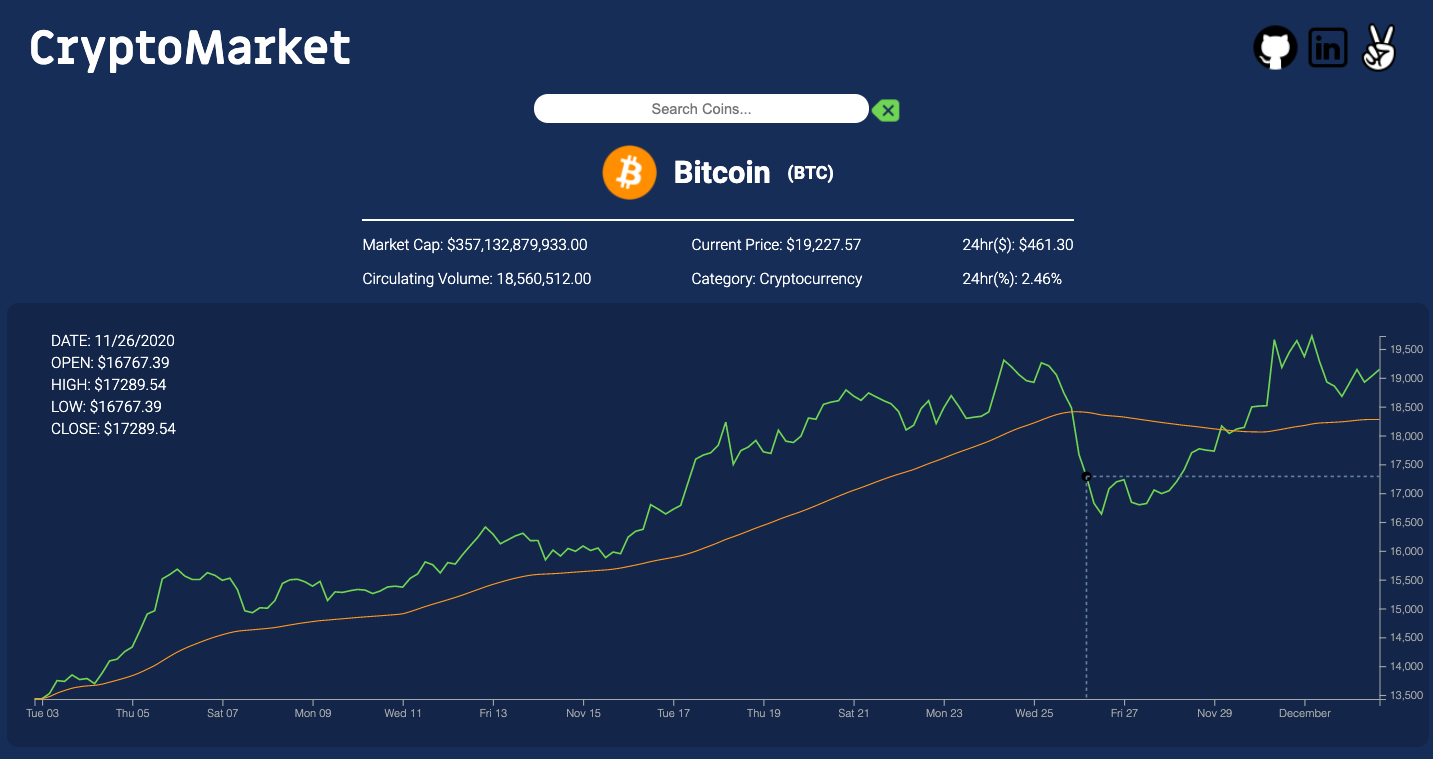 CryptoMarket
in
Search Coins...
Bitcoin (BTC)
Market Cap: $357,132,879,933.00 Current Price: $19,227.57 24hr($): $461.30
Circulating Volume: 18,560,512.00 Category: Cryptocurrency 24hr(%): 2.46%
DATE: 11/26/2020
OPEN: $16767.39
HIGH: $17289.54
LOW: $16767.39
CLOSE: $17289.54
19,500
19,000
18,500
18,000
17,500
17,000
16,500
16,000
15,500
15,000
14,500
14,000
13,500
Tue 03 Thu 05 Sat 07 Mon 09 Wed 11 Fri 13 Nov 15 Tue 17 Thu 19 Sat 21 Mon 23 Wed 25 Fri 27 Nov 29 December